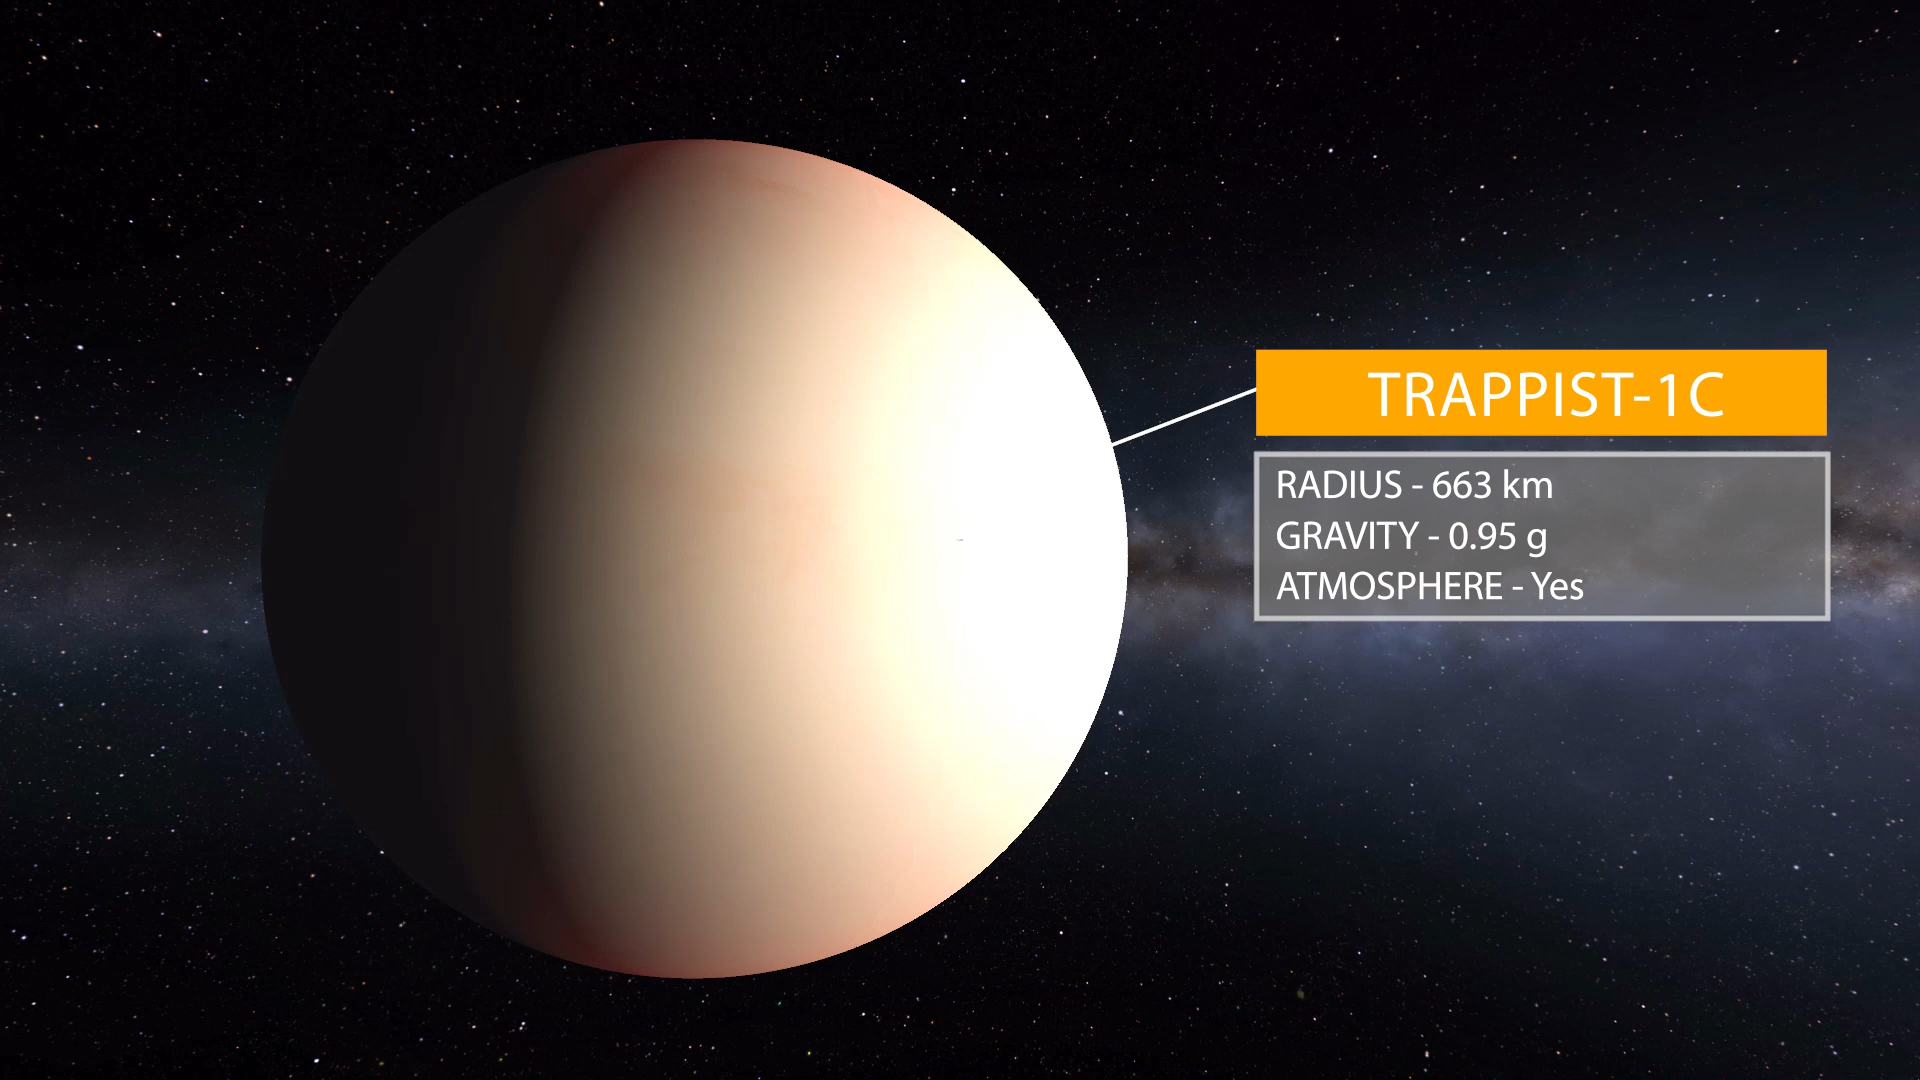 TRAPPIST-1C
RADIUS - 663 km
GRAVITY - 0.95 g
ATMOSPHERE - Yes